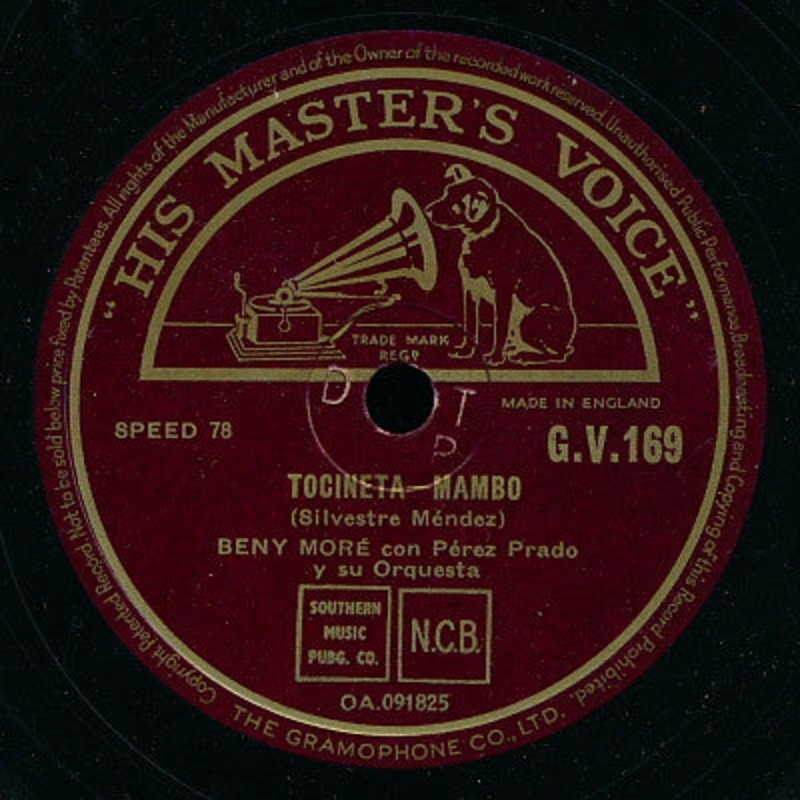 Copyright Patented Record. Not to be sold below price fixed by Patentees. All rights of the Manufacturer and of the Owner of the recorded work reserved. Unauthorised Public Performance, Broadcasting and Copying of this Record Prohibited.
"HIS MASTER'S VOICE"
TRADE MARK
REGD
D T
P
MADE IN ENGLAND
SPEED 78
G.V.169
TOCINETA—MAMBO
(Silvestre Méndez)
BENY MORÉ con Pérez Prado
y su Orquesta
SOUTHERN
MUSIC
PUBG. CO.
N.C.B.
OA.091825
THE GRAMOPHONE CO., LTD.